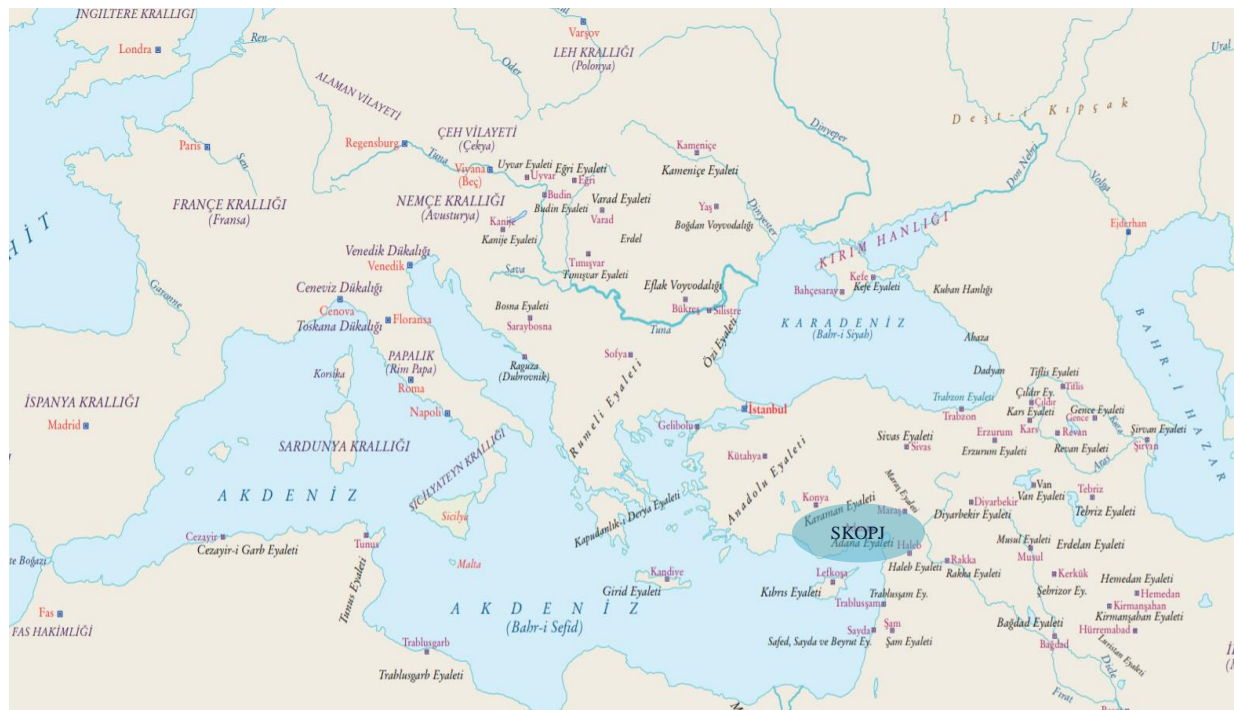 İNGİLTERE KRALLIĞI
Londra
Ren
Varşov
LEH KRALLIĞI
(Polonya)
Oder
Ural
ALAMAN VİLAYETİ
Deşt-i Kıpçak
Dinyeper
ÇEH VİLAYETİ
(Çekya)
Paris
Sen
Regensburg
Tuna
Viyana
(Beç)
Uyvar Eyaleti
Uyvar
Eğri Eyaleti
Eğri
Kameniçe
Kameniçe Eyaleti
Don Nehri
Volga
FRANÇE KRALLIĞI
(Fransa)
NEMÇE KRALLIĞI
(Avusturya)
Budin
Budin Eyaleti
Varad Eyaleti
Varad
Yaş
Boğdan Voyvodalığı
Dinyester
Kanije
Kanije Eyaleti
Erdel
Ejderhan
HİT
Venedik Dükalığı
Venedik
Tımışvar
Tımışvar Eyaleti
Sava
KIRIM HANLIĞI
Kefe
Kefe Eyaleti
Bahçesaray
Kuban Hanlığı
Garonne
Ceneviz Dükalığı
Cenova
Floransa
Toskana Dükalığı
Bosna Eyaleti
Saraybosna
Eflak Voyvodalığı
Bükreş
Silistre
Tuna
Özi Eyaleti
KARADENİZ
(Bahr-i Siyah)
Abaza
BAHR-İ HAZAR
Korsika
PAPALIK
(Rim Papa)
Roma
Raguza
(Dubrovnik)
Sofya
Dadyan
Tiflis Eyaleti
Tiflis
İSPANYA KRALLIĞI
Madrid
Napoli
Rumeli Eyaleti
Gelibolu
İstanbul
Trabzon Eyaleti
Trabzon
Çıldır Ey.
Çıldır
Kars Eyaleti
Kars
Gence Eyaleti
Gence
Kura
Revan
Revan Eyaleti
Şirvan Eyaleti
Şirvan
Aras
SARDUNYA KRALLIĞI
SİCİLYATEYN KRALLIĞI
Kütahya
Anadolu Eyaleti
Sivas Eyaleti
Sivas
Erzurum
Erzurum Eyaleti
AKDENİZ
Sicilya
Kapudanlık-ı Derya Eyaleti
Konya
Karaman Eyaleti
Maraş Eyaleti
Maraş
Diyarbekir
Diyarbekir Eyaleti
Van
Van Eyaleti
Tebriz
Tebriz Eyaleti
Cezayir
Cezayir-i Garb Eyaleti
Tunus
Tunus Eyaleti
SKOPJ
Adana Eyaleti
Haleb
Haleb Eyaleti
Musul Eyaleti
Musul
Erdelan Eyaleti
te Boğazı
Malta
Kandiye
Girid Eyaleti
Lefkoşa
Kıbrıs Eyaleti
Rakka
Rakka Eyaleti
Kerkük
Şehrizor Ey.
Hemedan Eyaleti
Hemedan
Fas
FAS HAKİMLİĞİ
AKDENİZ
(Bahr-i Sefid)
Trablusşam Ey.
Trablusşam
Kirmanşahan
Kirmanşahan Eyaleti
Trablusgarb
Trablusgarb Eyaleti
Sayda
Safed, Sayda ve Beyrut Ey.
Şam
Şam Eyaleti
Bağdad Eyaleti
Bağdad
Hürremabad
Luristan Eyaleti
Dicle
Fırat